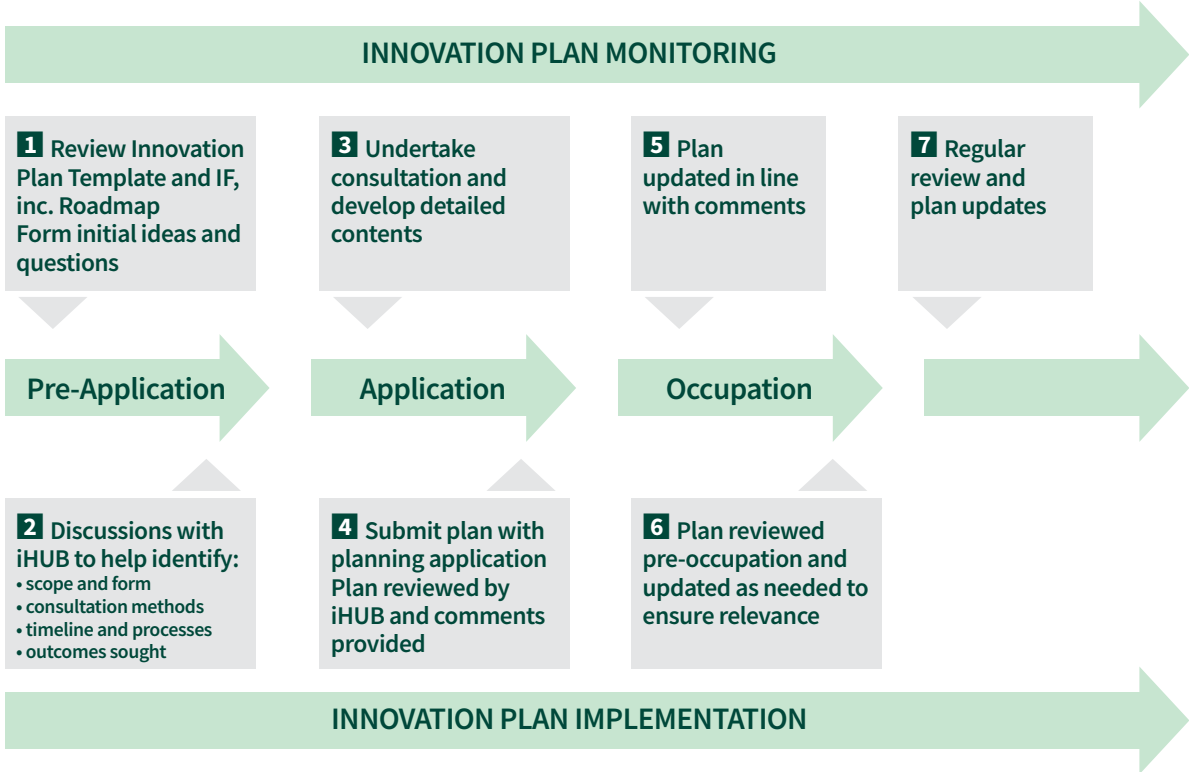 INNOVATION PLAN MONITORING
1 Review Innovation
Plan Template and IF,
inc. Roadmap
Form initial ideas and
questions
3 Undertake
consultation and
develop detailed
contents
5 Plan
updated in line
with comments
7 Regular
review and
plan updates
Pre-Application
Application
Occupation
2 Discussions with
iHUB to help identify:
• scope and form
• consultation methods
• timeline and processes
• outcomes sought
4 Submit plan with
planning application
Plan reviewed by
iHUB and comments
provided
6 Plan reviewed
pre-occupation and
updated as needed to
ensure relevance
INNOVATION PLAN IMPLEMENTATION